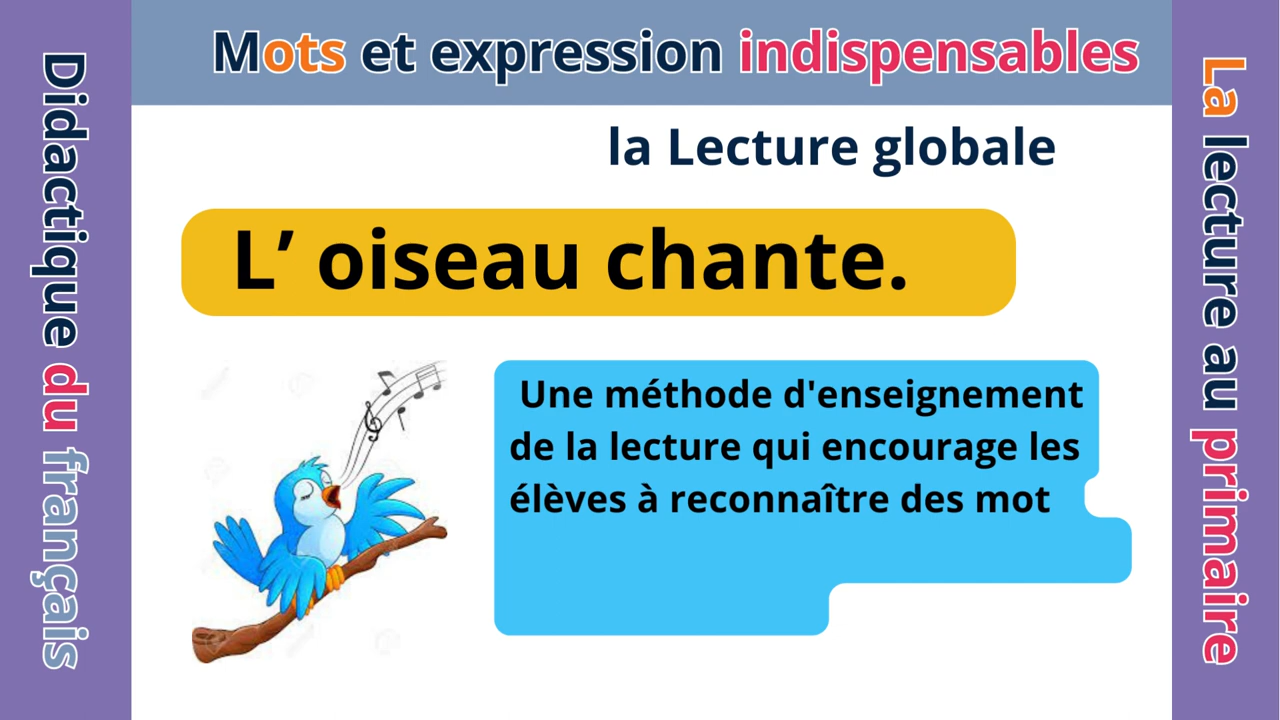 Mots et expression indispensables
Didactique du français
la Lecture globale
L’ oiseau chante.
Une méthode d'enseignement
de la lecture qui encourage les
élèves à reconnaître des mot
La lecture au primaire